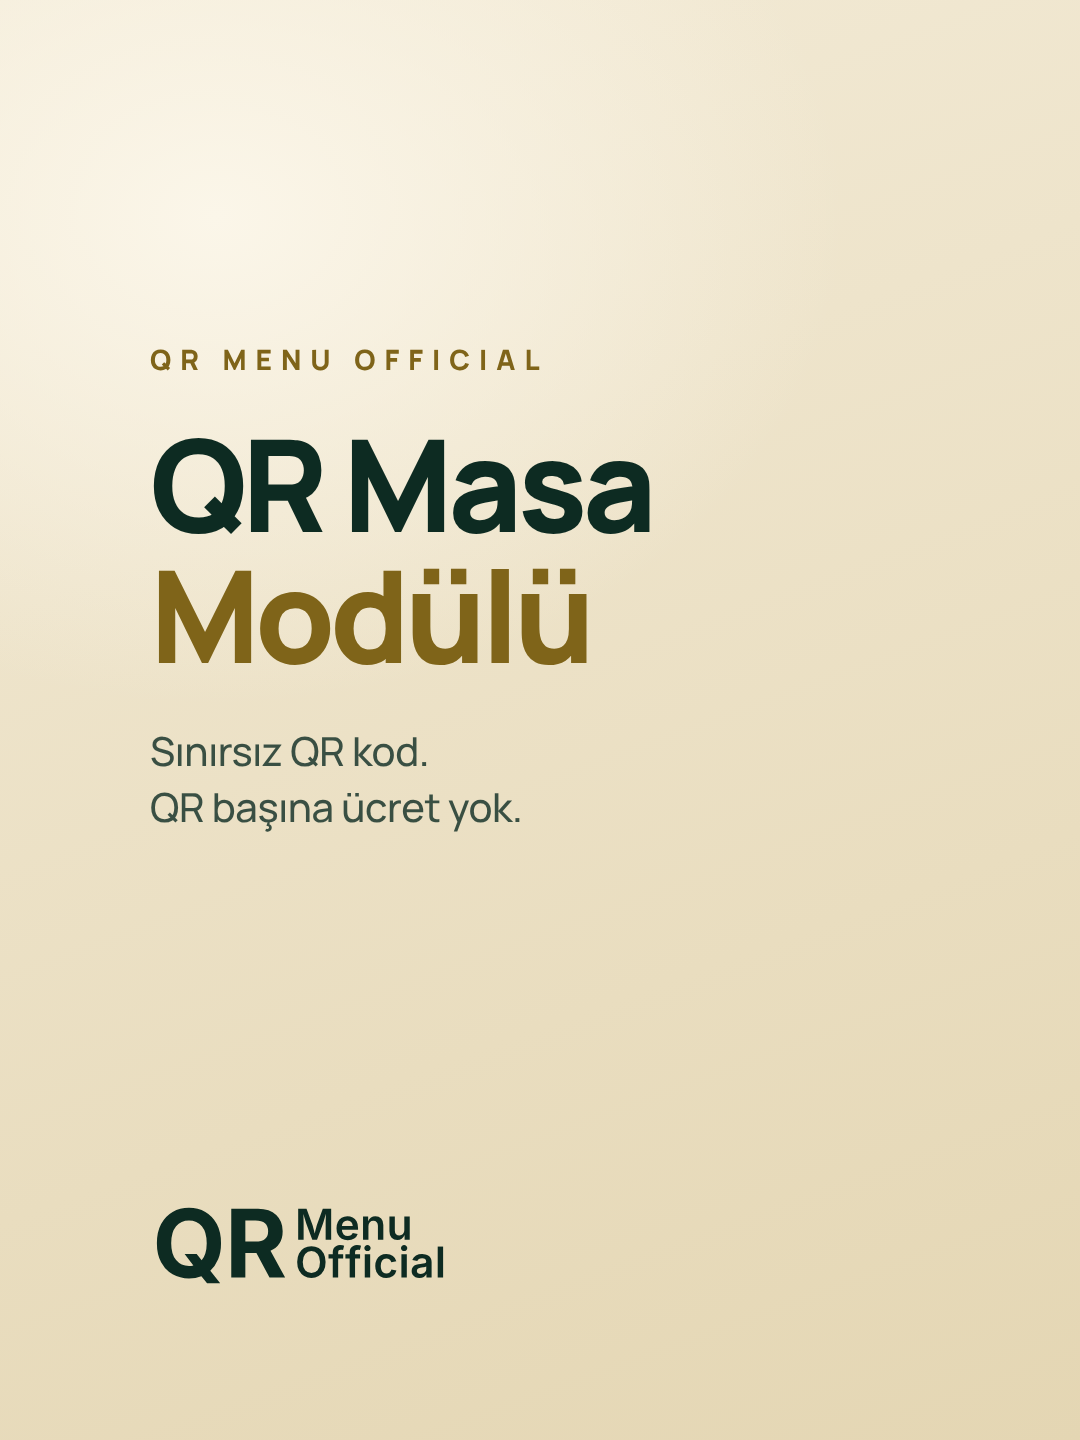 QR MENU OFFICIAL
QR Masa
Modülü
Sınırsız QR kod.
QR başına ücret yok.
QR Menu
Official